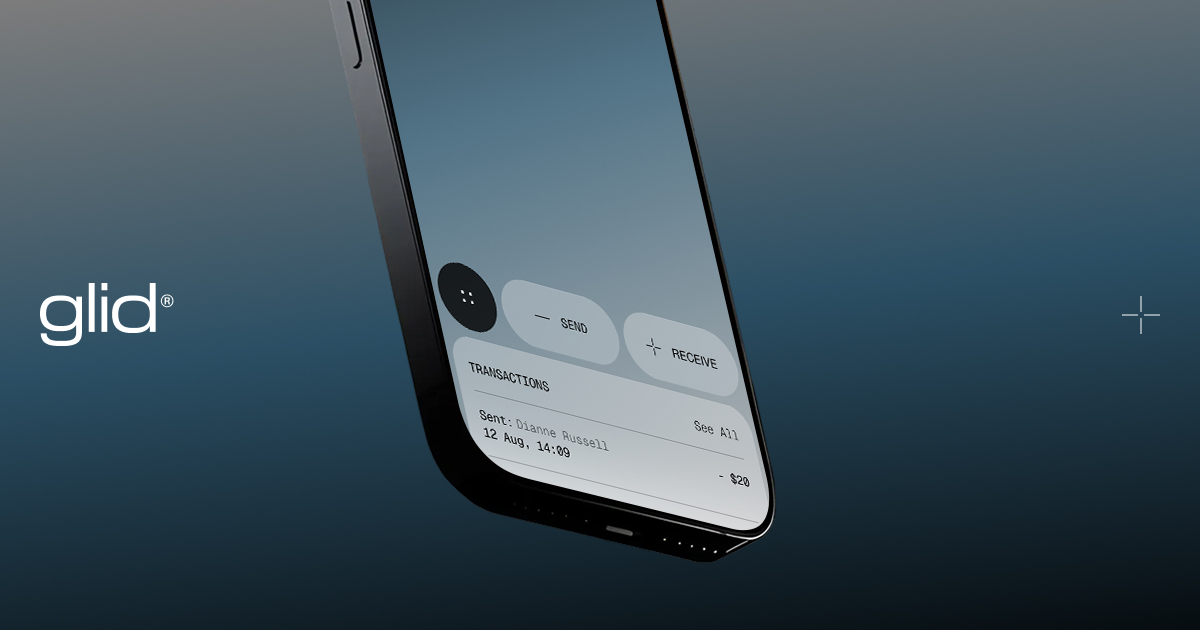 glid®
SEND
RECEIVE
TRANSACTIONS
See All
Sent: Dianne Russell
12 Aug, 14:09
- $20